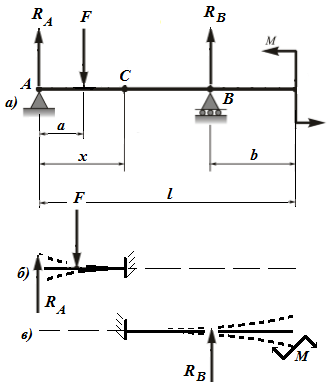 R_A F R_B M
A C B
а)
a
x b
l
F
б)
R_A
в)
R_B M